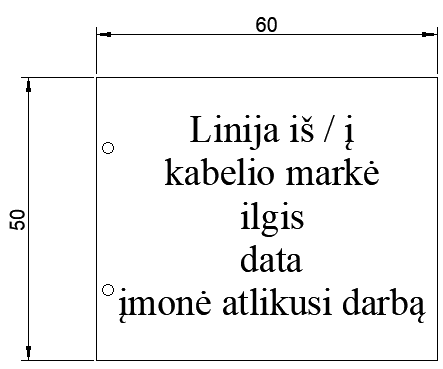 60
50
Linija iš / į
kabelio markė
ilgis
data
įmonė atlikusi darbą